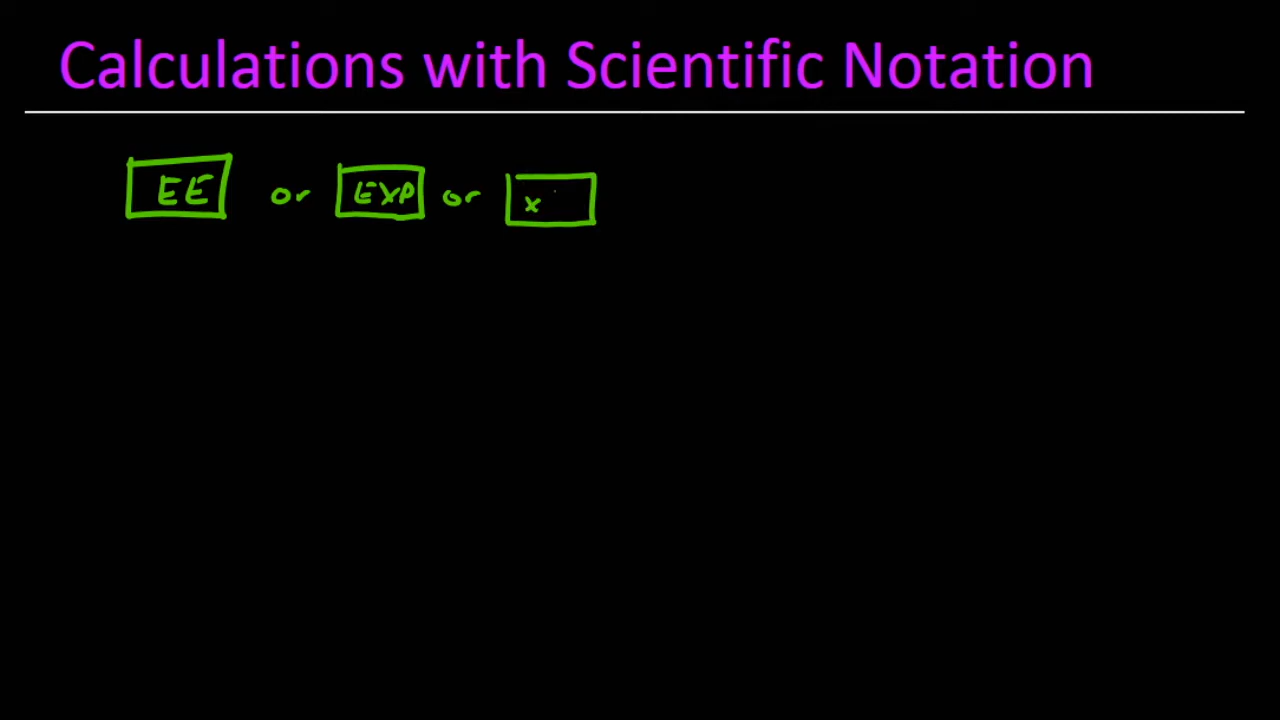 Calculations with Scientific Notation
EE or EXP or x